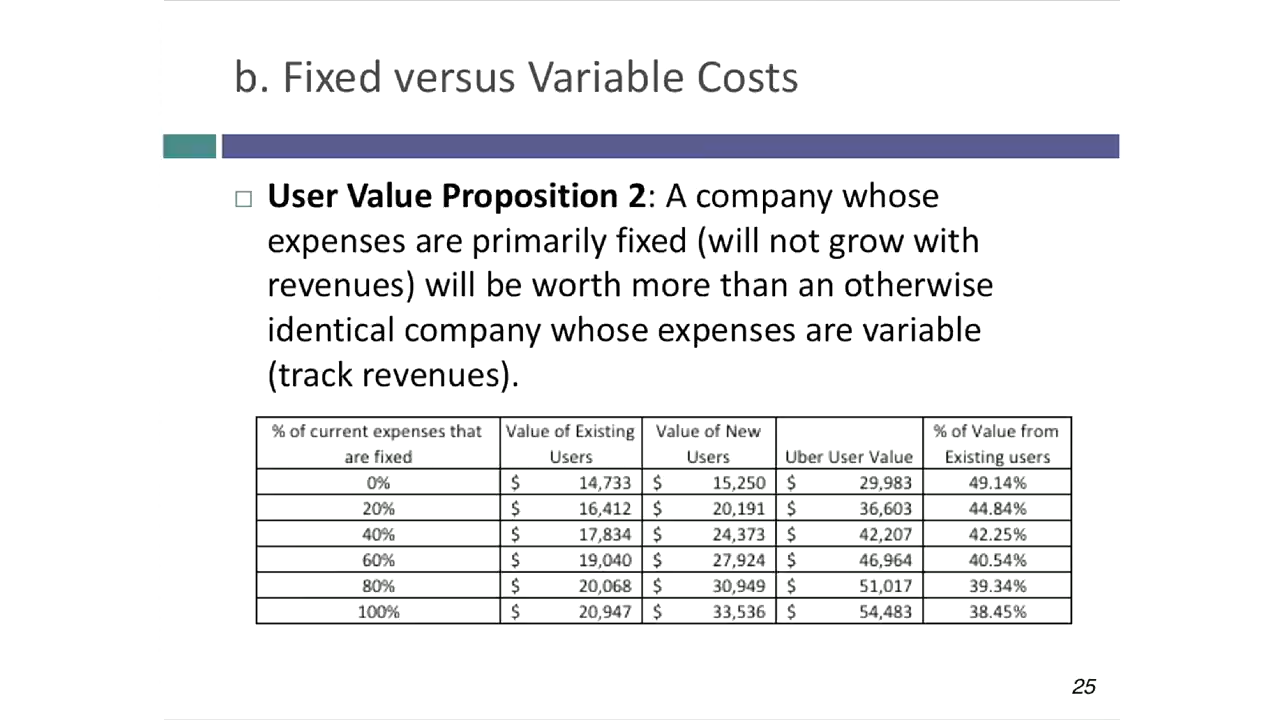 b. Fixed versus Variable Costs
User Value Proposition 2: A company whose
expenses are primarily fixed (will not grow with
revenues) will be worth more than an otherwise
identical company whose expenses are variable
(track revenues).
% of current expenses that are fixed | Value of Existing Users | Value of New Users | Uber User Value | % of Value from Existing users
0% $ 14,733 $ 15,250 $ 29,983 49.14%
20% $ 16,412 $ 20,191 $ 36,603 44.84%
40% $ 17,834 $ 24,373 $ 42,207 42.25%
60% $ 19,040 $ 27,924 $ 46,964 40.54%
80% $ 20,068 $ 30,949 $ 51,017 39.34%
100% $ 20,947 $ 33,536 $ 54,483 38.45%
25